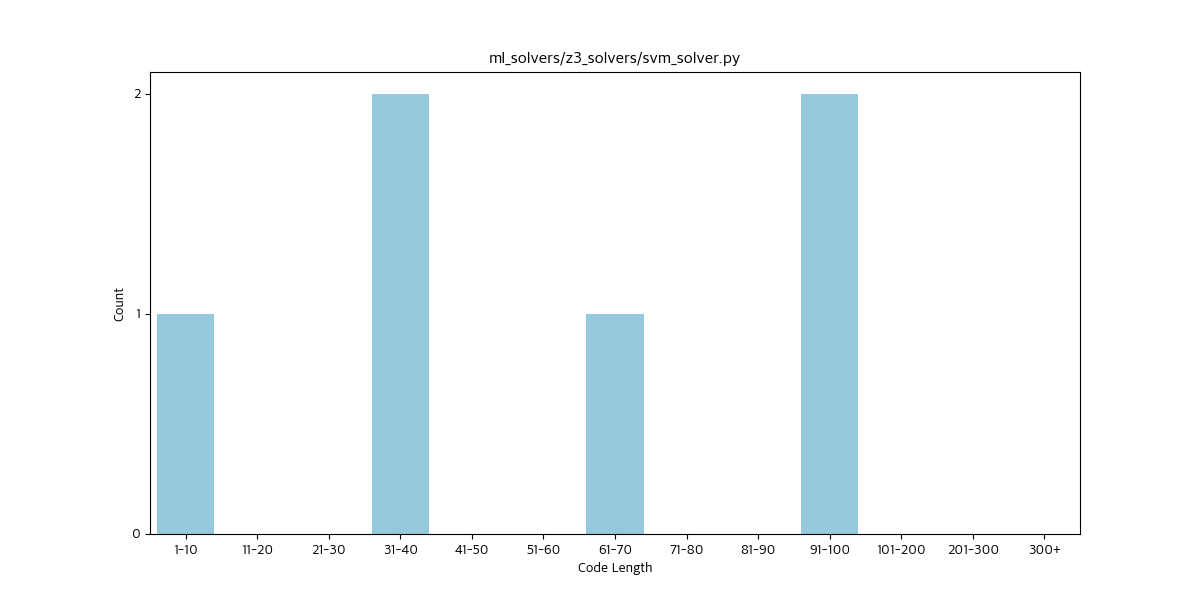 ml_solvers/z3_solvers/svm_solver.py
Count
2
1
0
1-10 11-20 21-30 31-40 41-50 51-60 61-70 71-80 81-90 91-100 101-200 201-300 300+
Code Length